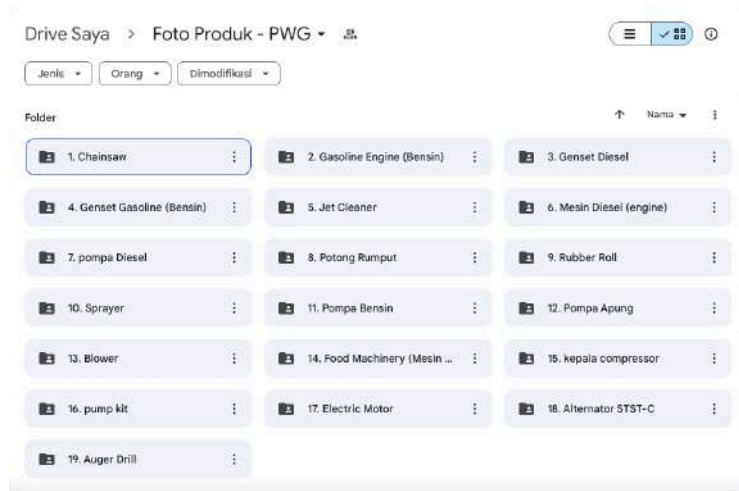 Drive Saya > Foto Produk - PWG
Jenis Orang Dimodifikasi
Folder
Nama
1. Chainsaw
2. Gasoline Engine (Bensin)
3. Genset Diesel
4. Genset Gasoline (Bensin)
5. Jet Cleaner
6. Mesin Diesel (engine)
7. pompa Diesel
8. Potong Rumput
9. Rubber Roll
10. Sprayer
11. Pompa Bensin
12. Pompa Apung
13. Blower
14. Food Machinery (Mesin ...
15. kepala compressor
16. pump kit
17. Electric Motor
18. Alternator STST-C
19. Auger Drill